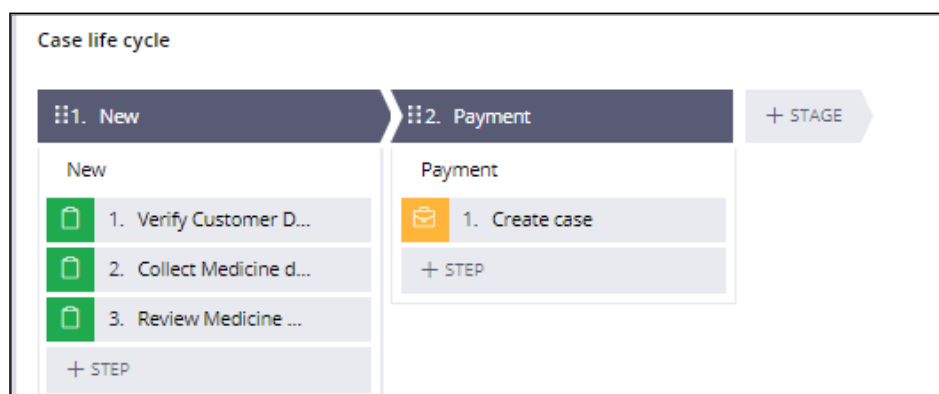 Case life cycle
1. New
2. Payment
+ STAGE
New
1. Verify Customer D...
2. Collect Medicine d...
3. Review Medicine ...
+ STEP
Payment
1. Create case
+ STEP